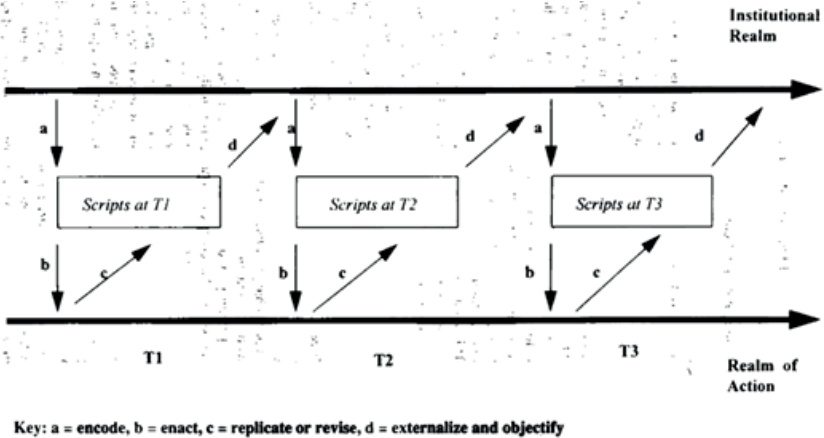 Institutional
Realm
a
d
a
d
a
d
Scripts at T1
Scripts at T2
Scripts at T3
b
c
b
c
b
c
T1
T2
T3
Realm of
Action
Key: a = encode, b = enact, c = replicate or revise, d = externalize and objectify